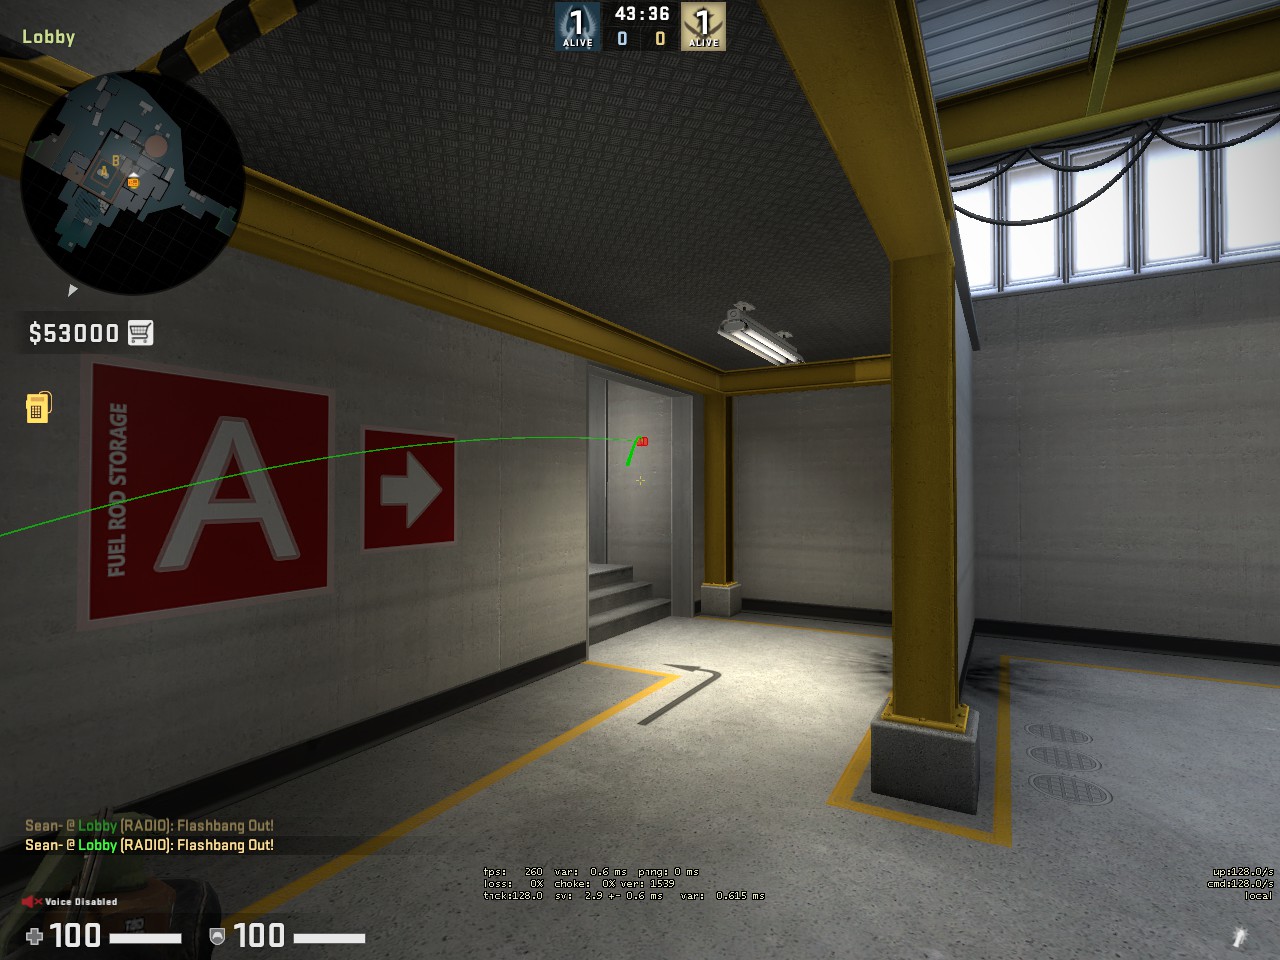 Lobby
1
ALIVE
43:36
0
0
1
ALIVE
B
A
$53000
FUEL ROD STORAGE
A
Sean- @ Lobby (RADIO): Flashbang Out!
Sean- @ Lobby (RADIO): Flashbang Out!
Voice Disabled
100
100
fps: 260 var: 0.6 ms ping: 0 ms
loss: 0% choke: 0% ver: 1539
tick:128.0 sv: 2.9 +- 0.6 ms var: 0.615 ms
up:128.0/s
cmd:128.0/s
local